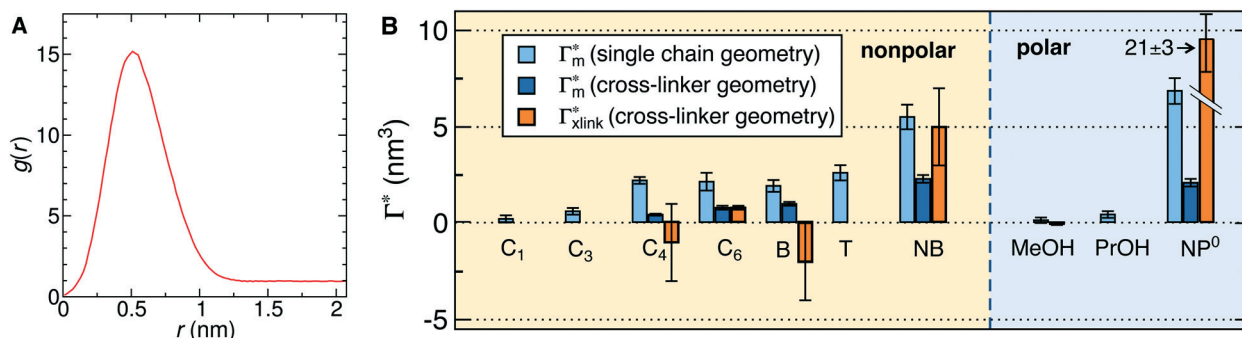 A
g(r)
15
10
5
0
0 0.5 1 1.5 2
r (nm)
B
Γ* (nm³)
10
5
0
-5
Γ*m (single chain geometry)
Γ*m (cross-linker geometry)
Γ*xlink (cross-linker geometry)
nonpolar
polar
21±3
C₁ C₃ C₄ C₆ B T NB MeOH PrOH NP⁰